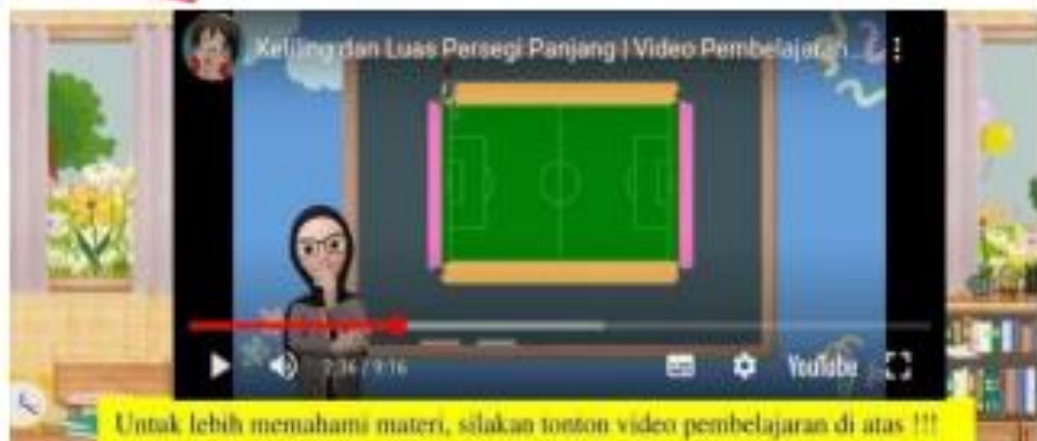 Keliling dan Luas Persegi Panjang | Video Pembelajaran
2:36 / 9:16
YouTube
Untuk lebih memahami materi, silakan tonton video pembelajaran di atas !!!